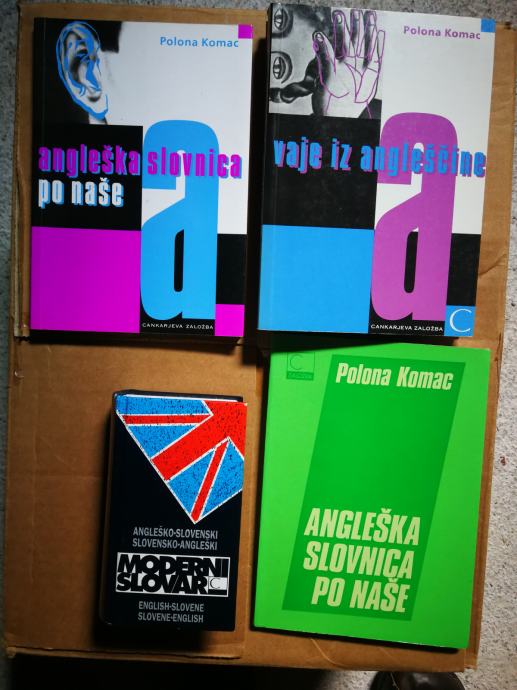 Polona Komac
angleška slovnica
po naše
a
CANKARJEVA ZALOŽBA
Polona Komac
vaje iz angleščine
a
CANKARJEVA ZALOŽBA
C
ANGLEŠKO-SLOVENSKI
SLOVENSKO-ANGLEŠKI
MODERNI
SLOVAR
C
ENGLISH-SLOVENE
SLOVENE-ENGLISH
C
Polona Komac
ANGLEŠKA
SLOVNICA
PO NAŠE